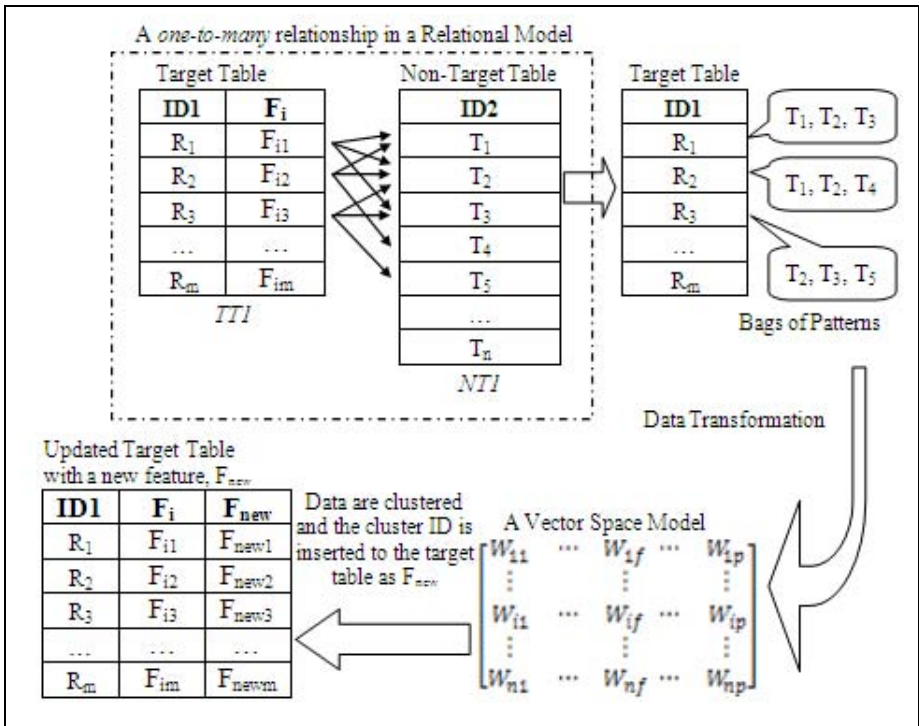 A one-to-many relationship in a Relational Model
Target Table
ID1 Fi
R1 Fi1
R2 Fi2
R3 Fi3
... ...
Rm Fim
TT1
Non-Target Table
ID2
T1
T2
T3
T4
T5
...
Tn
NT1
Target Table
ID1
R1
R2
R3
...
Rm
T1, T2, T3
T1, T2, T4
T2, T3, T5
Bags of Patterns
Data Transformation
A Vector Space Model
W11 ... W1f ... W1p
⋮ ⋮ ⋮
Wi1 ... Wif ... Wip
⋮ ⋮ ⋮
Wn1 ... Wnf ... Wnp
Data are clustered
and the cluster ID is
inserted to the target
table as Fnew
Updated Target Table
with a new feature, Fnew
ID1 Fi Fnew
R1 Fi1 Fnew1
R2 Fi2 Fnew2
R3 Fi3 Fnew3
... ... ...
Rm Fim Fnewm